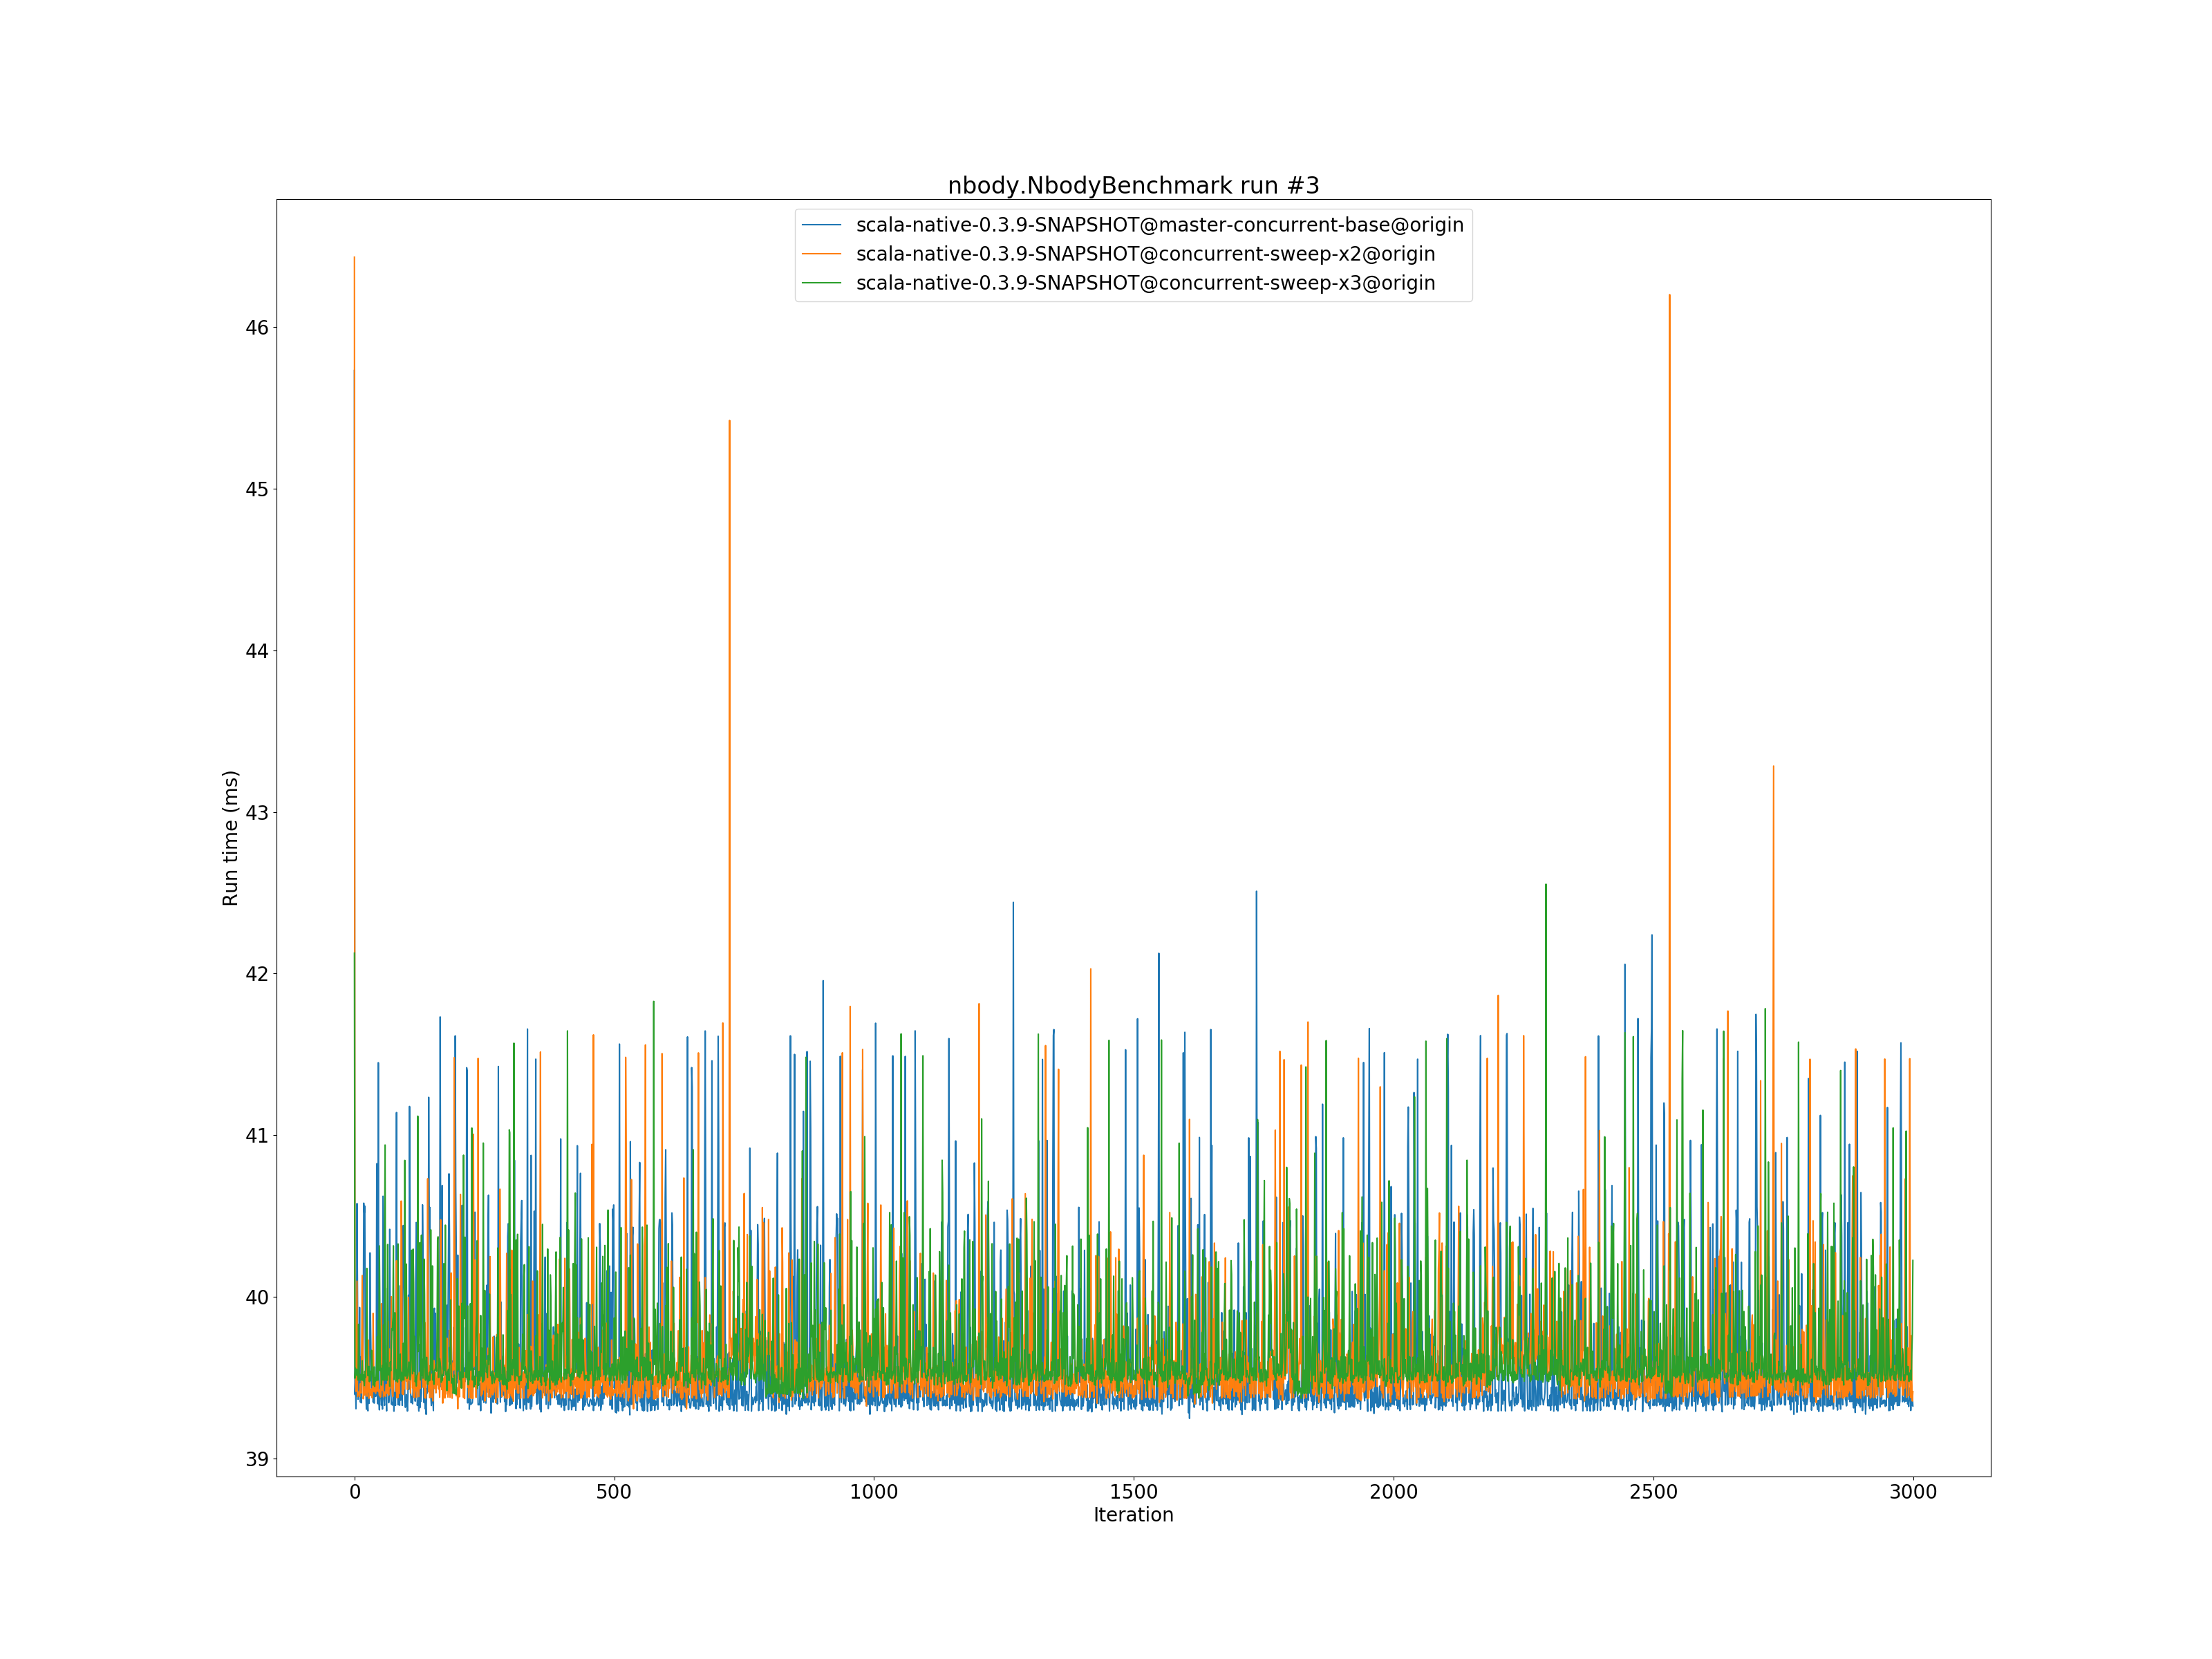 nbody.NbodyBenchmark run #3
scala-native-0.3.9-SNAPSHOT@master-concurrent-base@origin
scala-native-0.3.9-SNAPSHOT@concurrent-sweep-x2@origin
scala-native-0.3.9-SNAPSHOT@concurrent-sweep-x3@origin
46
45
44
43
42
41
40
39
Run time (ms)
0 500 1000 1500 2000 2500 3000
Iteration